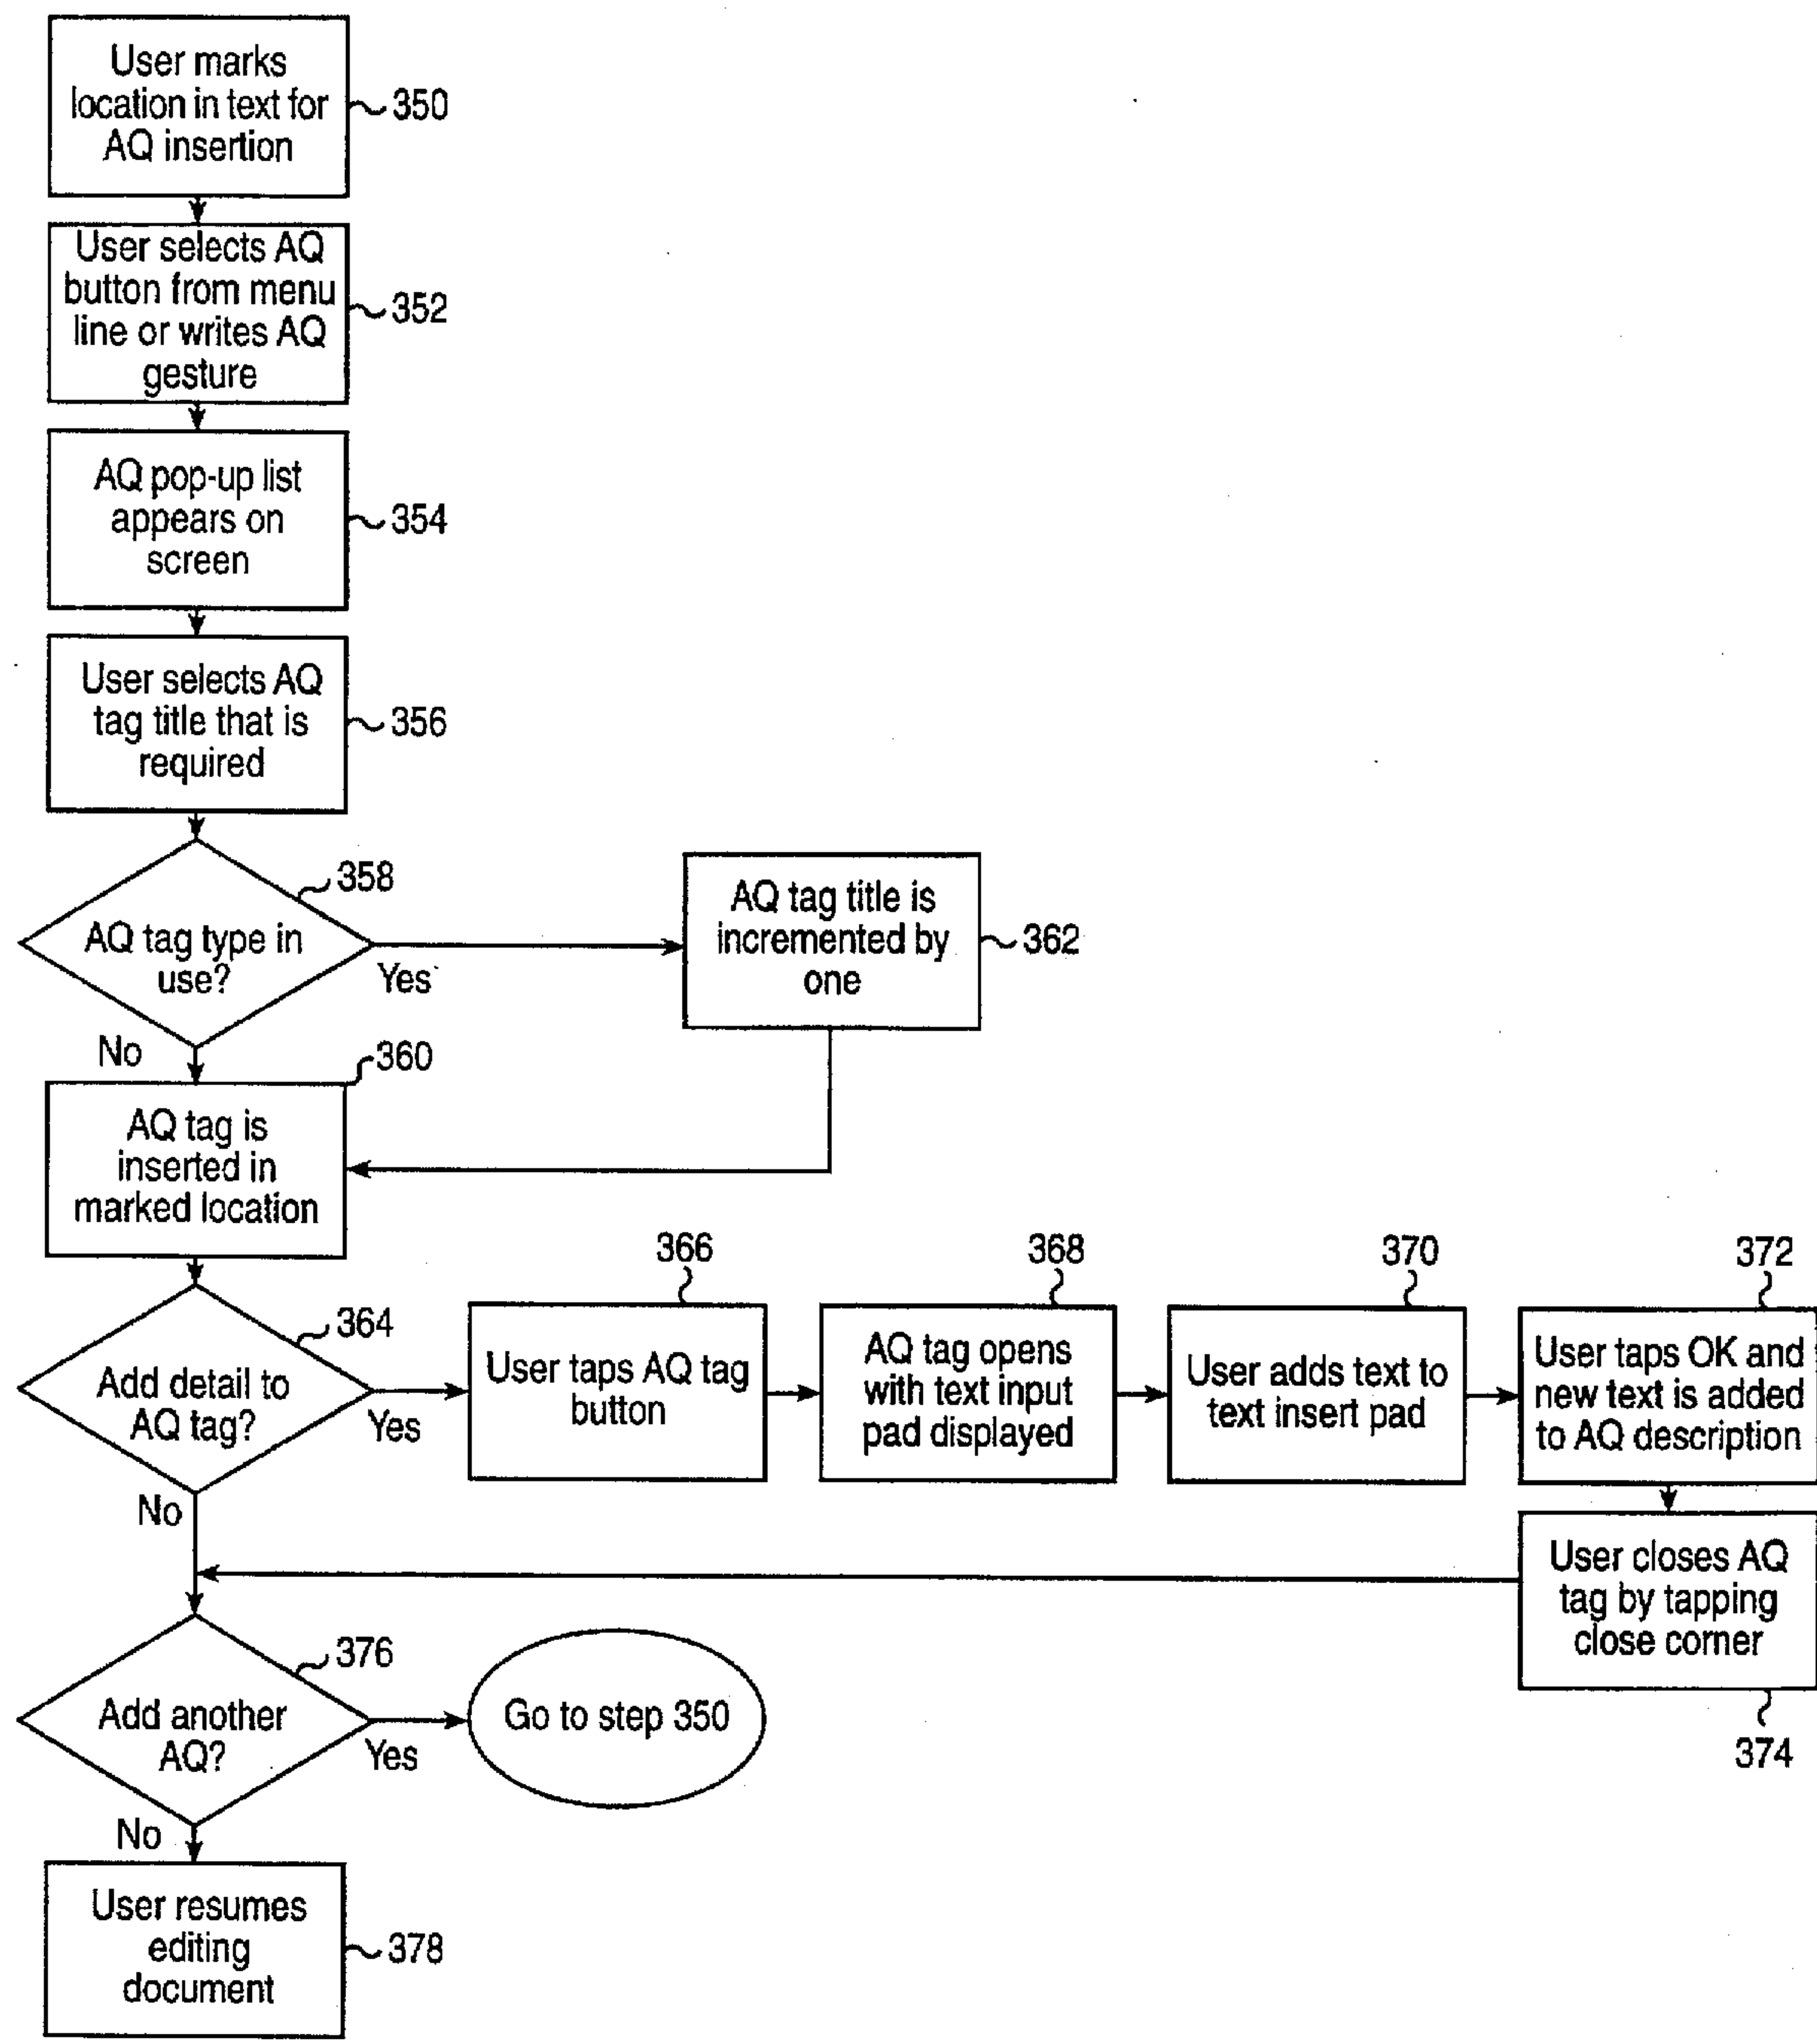 User marks
location in text for
AQ insertion
350
User selects AQ
button from menu
line or writes AQ
gesture
352
AQ pop-up list
appears on
screen
354
User selects AQ
tag title that is
required
356
358
AQ tag type in
use?
Yes
No
AQ tag title is
incremented by
one
362
360
AQ tag is
inserted in
marked location
364
Add detail to
AQ tag?
Yes
No
366
User taps AQ tag
button
368
AQ tag opens
with text input
pad displayed
370
User adds text to
text insert pad
372
User taps OK and
new text is added
to AQ description
User closes AQ
tag by tapping
close corner
374
376
Add another
AQ?
Yes
No
Go to step 350
User resumes
editing
document
378